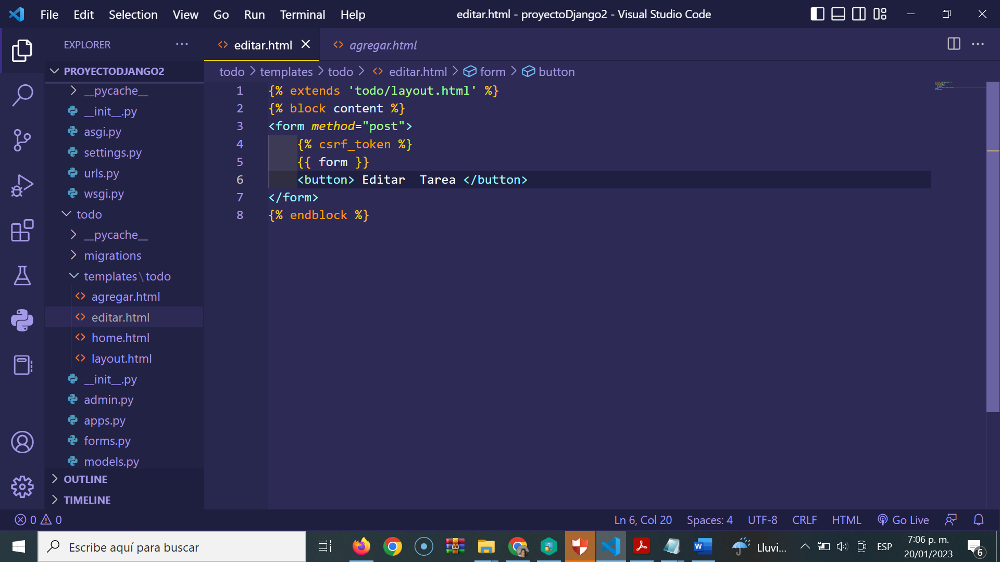 File Edit Selection View Go Run Terminal Help
editar.html - proyectoDjango2 - Visual Studio Code
EXPLORER
PROYECTODJANGO2
__pycache__
__init__.py
asgi.py
settings.py
urls.py
wsgi.py
todo
__pycache__
migrations
templates\todo
agregar.html
editar.html
home.html
layout.html
__init__.py
admin.py
apps.py
forms.py
models.py
OUTLINE
TIMELINE
editar.html agregar.html
todo > templates > todo > editar.html > form > button
1 {% extends 'todo/layout.html' %}
2 {% block content %}
3 <form method="post">
4 {% csrf_token %}
5 {{ form }}
6 <button> Editar  Tarea </button>
7 </form>
8 {% endblock %}
0 0
Ln 6, Col 20 Spaces: 4 UTF-8 CRLF HTML Go Live
Escribe aquí para buscar
Lluvi... ESP
7:06 p. m.
20/01/2023
6